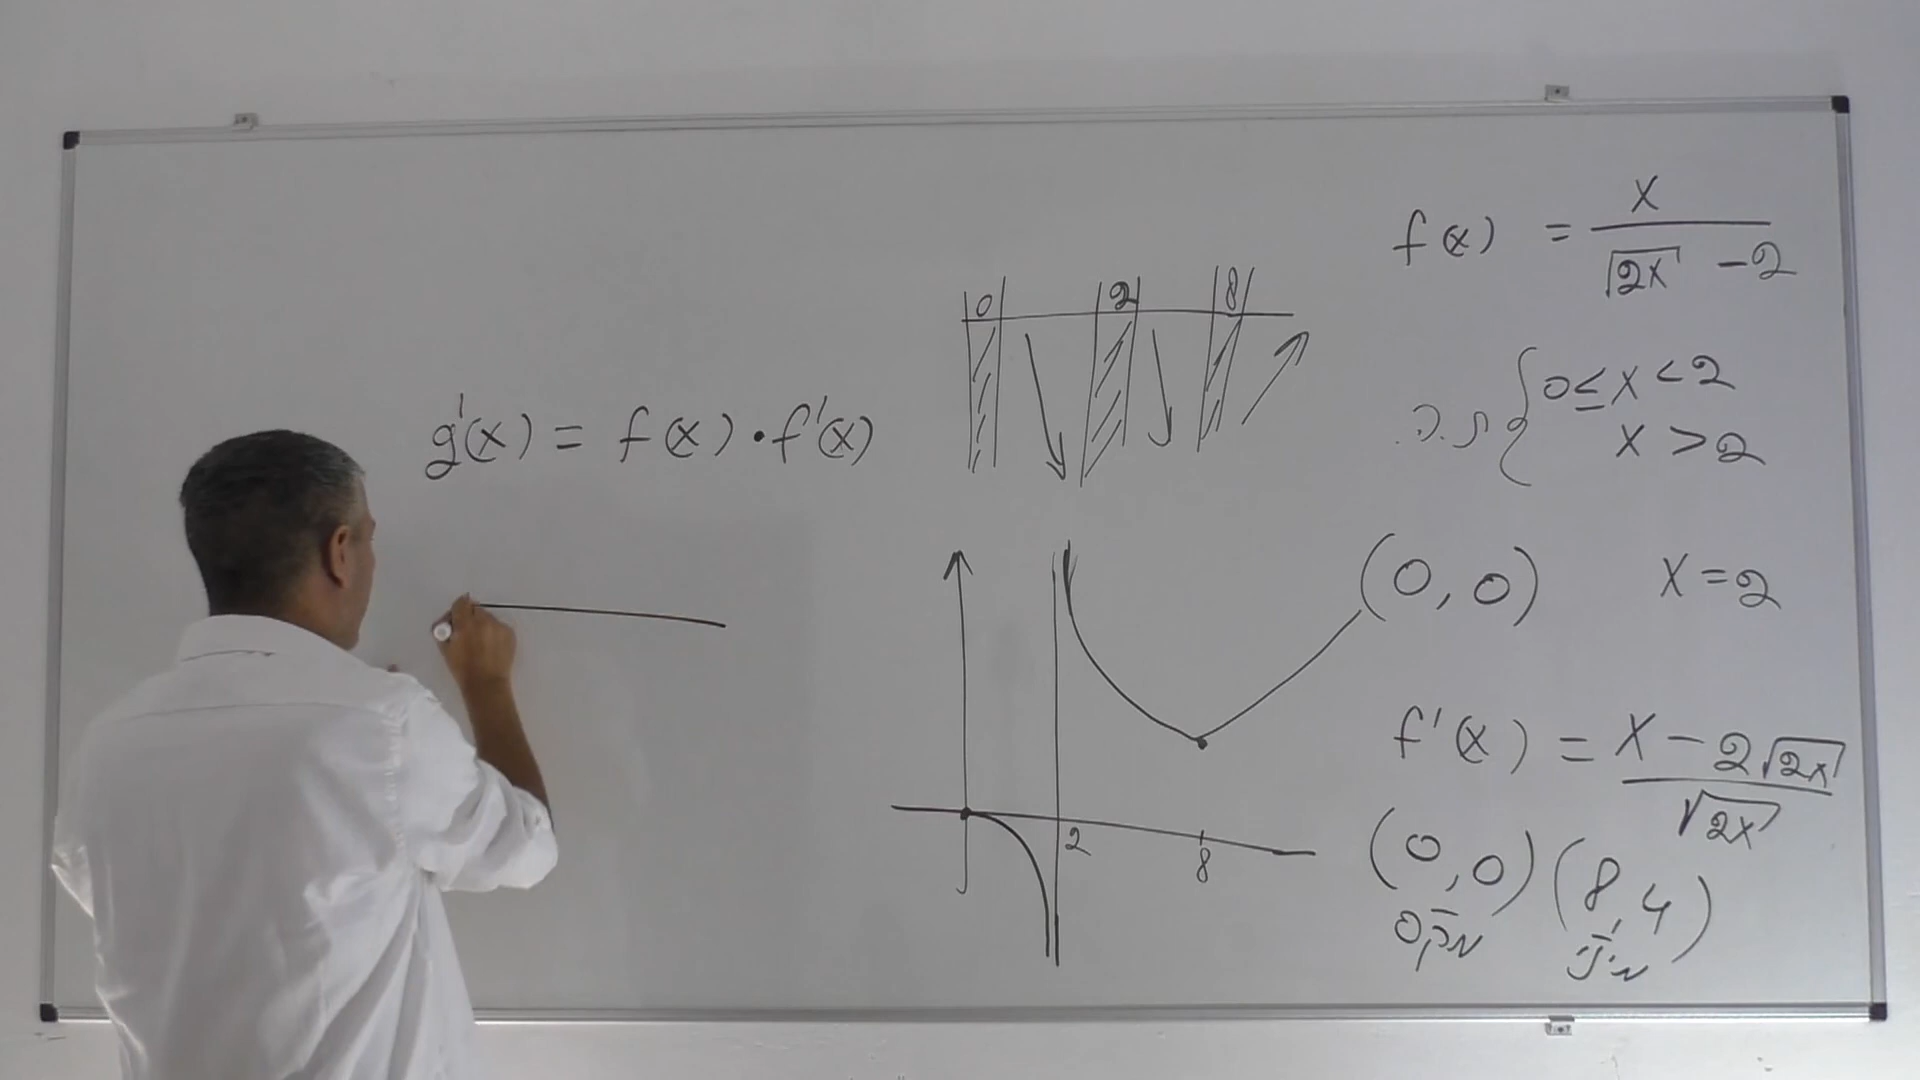 f(x) = x / (√2x - 2)
0 2 8
ת.ה. { 0 ≤ x < 2
x > 2
g'(x) = f(x) · f'(x)
(0, 0) x = 2
f'(x) = x - 2√2x / √2x
2 8
(0, 0) (8, 4)
מקס מינ'